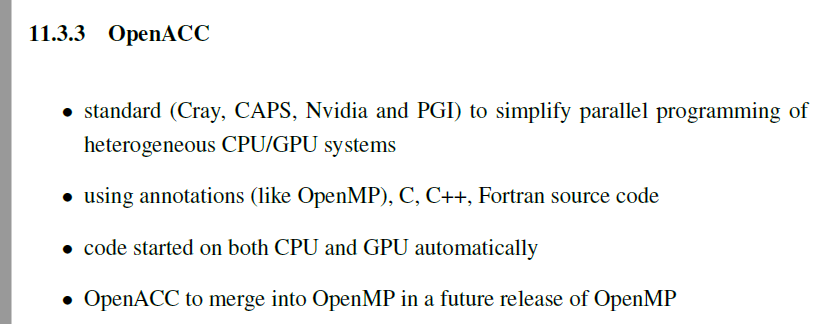 11.3.3 OpenACC
• standard (Cray, CAPS, Nvidia and PGI) to simplify parallel programming of
heterogeneous CPU/GPU systems
• using annotations (like OpenMP), C, C++, Fortran source code
• code started on both CPU and GPU automatically
• OpenACC to merge into OpenMP in a future release of OpenMP